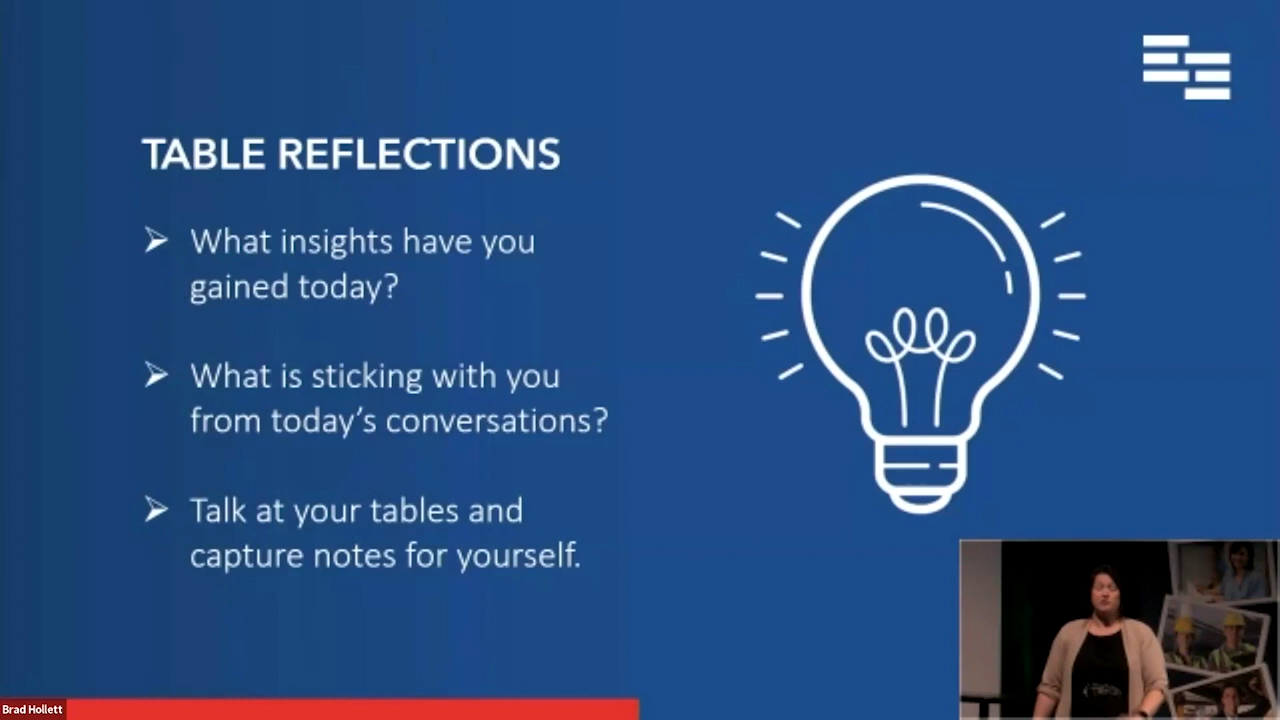 TABLE REFLECTIONS
➢ What insights have you
gained today?
➢ What is sticking with you
from today’s conversations?
➢ Talk at your tables and
capture notes for yourself.
Brad Hollett